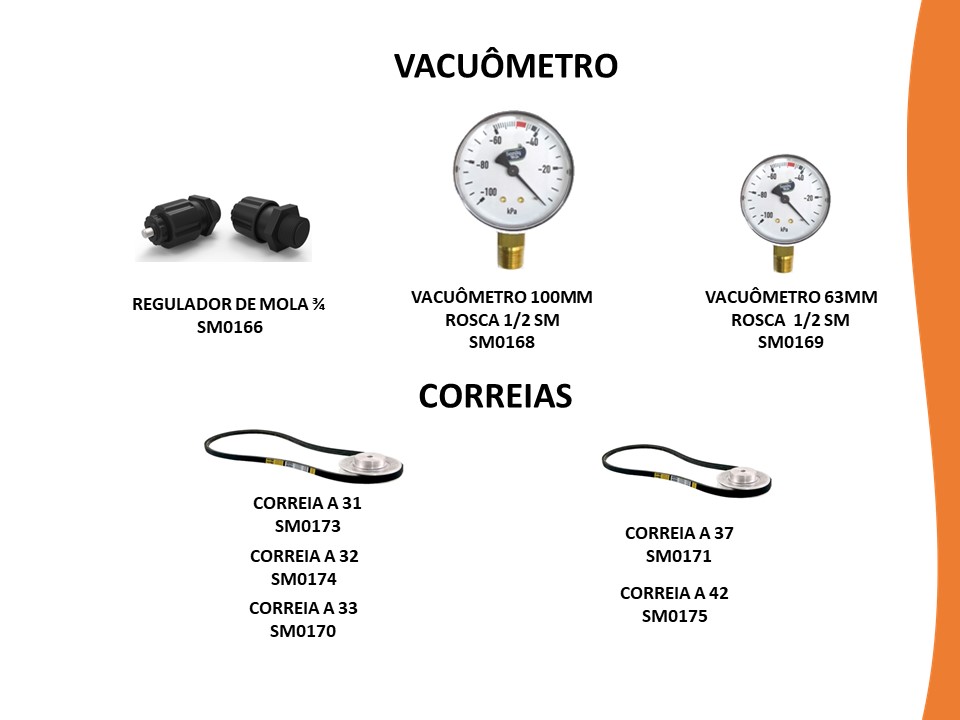 VACUÔMETRO
-60
-40
-80
-20
-100
kPa
-60
-40
-80
-20
-100
kPa
REGULADOR DE MOLA ¾
SM0166
VACUÔMETRO 100MM
ROSCA 1/2 SM
SM0168
VACUÔMETRO 63MM
ROSCA  1/2 SM
SM0169
CORREIAS
CORREIA A 31
SM0173
CORREIA A 32
SM0174
CORREIA A 33
SM0170
CORREIA A 37
SM0171
CORREIA A 42
SM0175